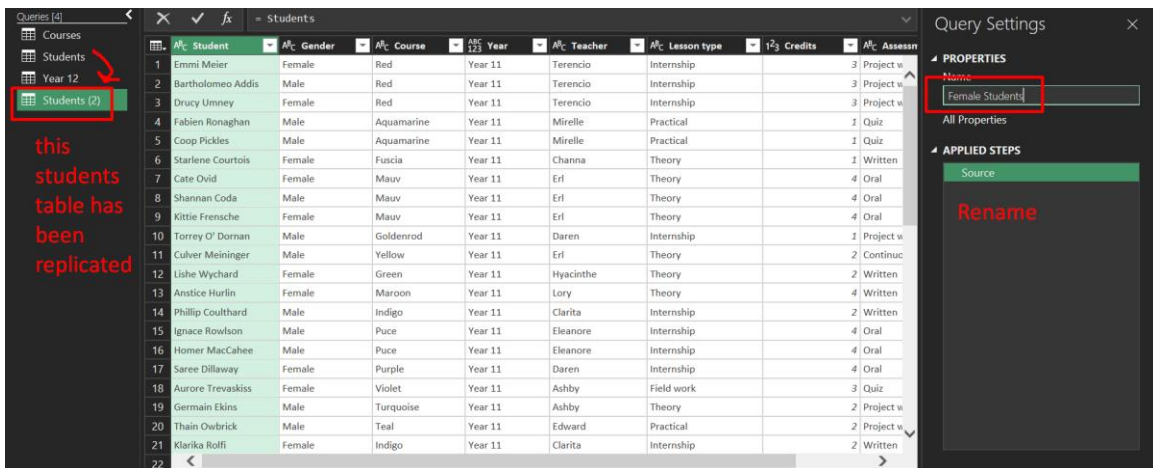 Queries [4]
Courses
Students
Year 12
Students (2)
this
students
table has
been
replicated
fx = Students
ABC Student ABC Gender ABC Course ABC 123 Year ABC Teacher ABC Lesson type 123 Credits ABC Assessm
1 Emmi Meier Female Red Year 11 Terencio Internship 3 Project w
2 Bartholomeo Addis Male Red Year 11 Terencio Internship 3 Project w
3 Drucy Umney Female Red Year 11 Terencio Internship 3 Project w
4 Fabien Ronaghan Male Aquamarine Year 11 Mirelle Practical 1 Quiz
5 Coop Pickles Male Aquamarine Year 11 Mirelle Practical 1 Quiz
6 Starlene Courtois Female Fuscia Year 11 Channa Theory 1 Written
7 Cate Ovid Female Mauv Year 11 Erl Theory 4 Oral
8 Shannan Coda Male Mauv Year 11 Erl Theory 4 Oral
9 Kittie Frensche Female Mauv Year 11 Erl Theory 4 Oral
10 Torrey O' Dornan Male Goldenrod Year 11 Daren Internship 1 Project w
11 Culver Meininger Male Yellow Year 11 Erl Theory 2 Continuo
12 Lishe Wychard Female Green Year 11 Hyacinthe Theory 2 Written
13 Anstice Hurlin Female Maroon Year 11 Lory Theory 4 Written
14 Phillip Coulthard Male Indigo Year 11 Clarita Internship 2 Written
15 Ignace Rowlson Male Puce Year 11 Eleanore Internship 4 Oral
16 Homer MacCahee Male Puce Year 11 Eleanore Internship 4 Oral
17 Saree Dillaway Female Purple Year 11 Daren Internship 4 Oral
18 Aurore Trevaskiss Female Violet Year 11 Ashby Field work 3 Quiz
19 Germain Ekins Male Turquoise Year 11 Ashby Theory 2 Project w
20 Thain Owbrick Male Teal Year 11 Edward Practical 2 Project w
21 Klarika Rolfi Female Indigo Year 11 Clarita Internship 2 Written
22
Query Settings
PROPERTIES
Name
Female Students
All Properties
APPLIED STEPS
Source
Rename